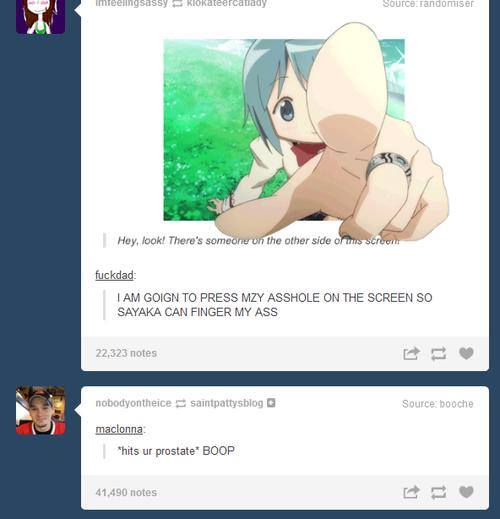 imfeelingsassy klokateercatlady Source: randomiser
Hey, look! There's someone on the other side of this screen!
fuckdad:
I AM GOIGN TO PRESS MZY ASSHOLE ON THE SCREEN SO
SAYAKA CAN FINGER MY ASS
22,323 notes
nobodyontheice saintpattysblog Source: booche
maclonna:
*hits ur prostate* BOOP
41,490 notes